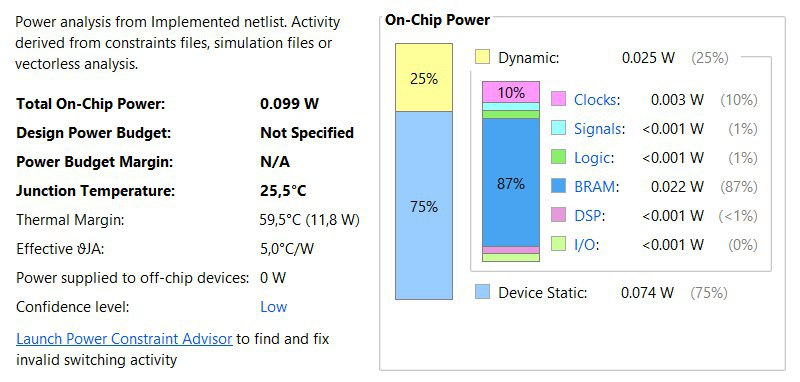 Power analysis from Implemented netlist. Activity
derived from constraints files, simulation files or
vectorless analysis.
Total On-Chip Power: 0.099 W
Design Power Budget: Not Specified
Power Budget Margin: N/A
Junction Temperature: 25,5°C
Thermal Margin: 59,5°C (11,8 W)
Effective ϑJA: 5,0°C/W
Power supplied to off-chip devices: 0 W
Confidence level: Low
Launch Power Constraint Advisor to find and fix
invalid switching activity
On-Chip Power
25%
75%
Dynamic: 0.025 W (25%)
10%
87%
Clocks: 0.003 W (10%)
Signals: <0.001 W (1%)
Logic: <0.001 W (1%)
BRAM: 0.022 W (87%)
DSP: <0.001 W (<1%)
I/O: <0.001 W (0%)
Device Static: 0.074 W (75%)